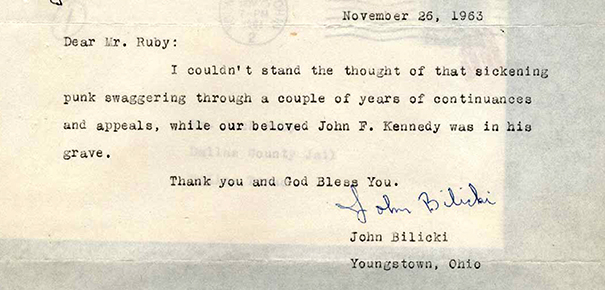 November 26, 1963
Dear Mr. Ruby:
I couldn't stand the thought of that sickening
punk swaggering through a couple of years of continuances
and appeals, while our beloved John F. Kennedy was in his
grave.
Dallas County Jail
Thank you and God Bless You.
John Bilicki
John Bilicki
Youngstown, Ohio